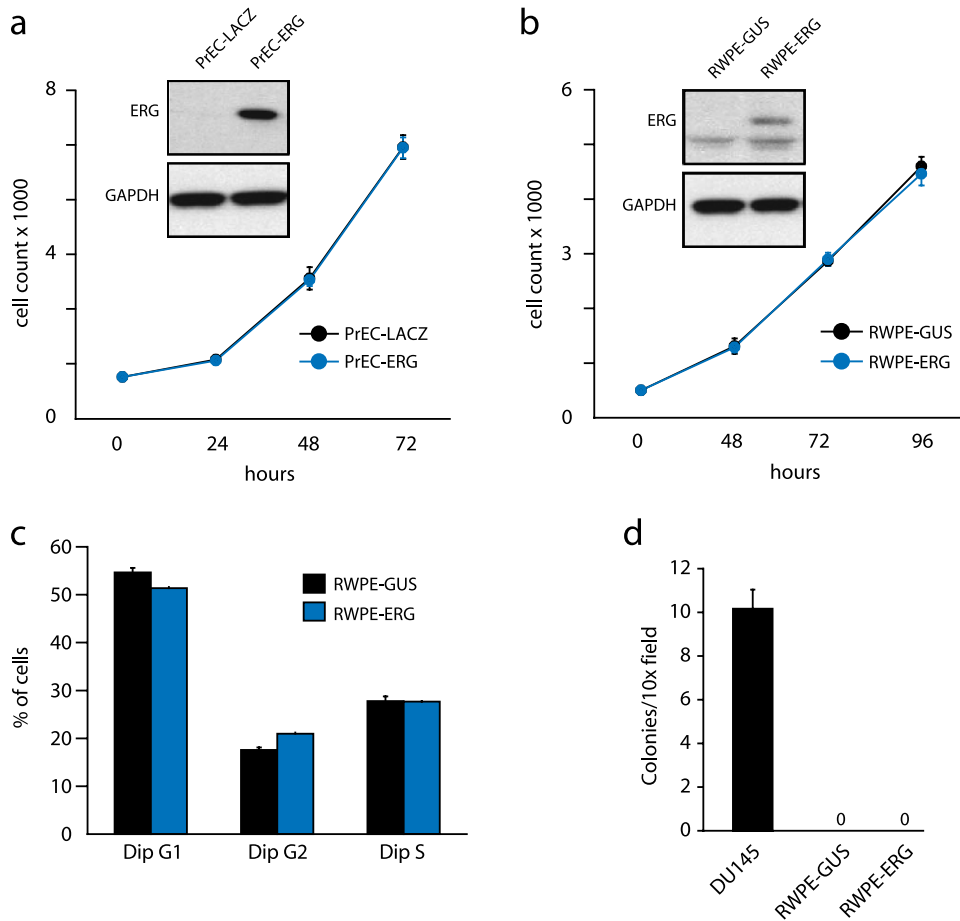 a
PrEC-LACZ
PrEC-ERG
ERG
GAPDH
8
4
0
cell count x 1000
PrEC-LACZ
PrEC-ERG
0 24 48 72
hours
b
RWPE-GUS
RWPE-ERG
ERG
GAPDH
6
3
0
cell count x 1000
RWPE-GUS
RWPE-ERG
0 48 72 96
hours
c
60
50
40
30
20
10
0
% of cells
RWPE-GUS
RWPE-ERG
Dip G1 Dip G2 Dip S
d
12
10
8
6
4
2
0
Colonies/10x field
0 0
DU145
RWPE-GUS
RWPE-ERG